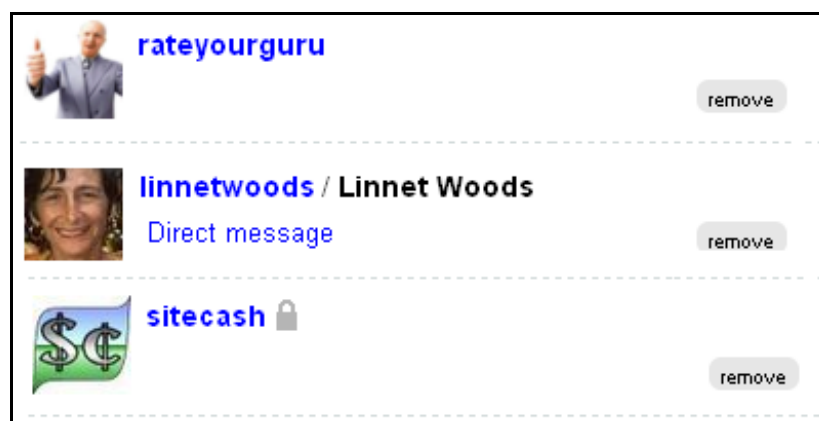 rateyourguru
remove
linnetwoods / Linnet Woods
Direct message
remove
$¢
sitecash
remove